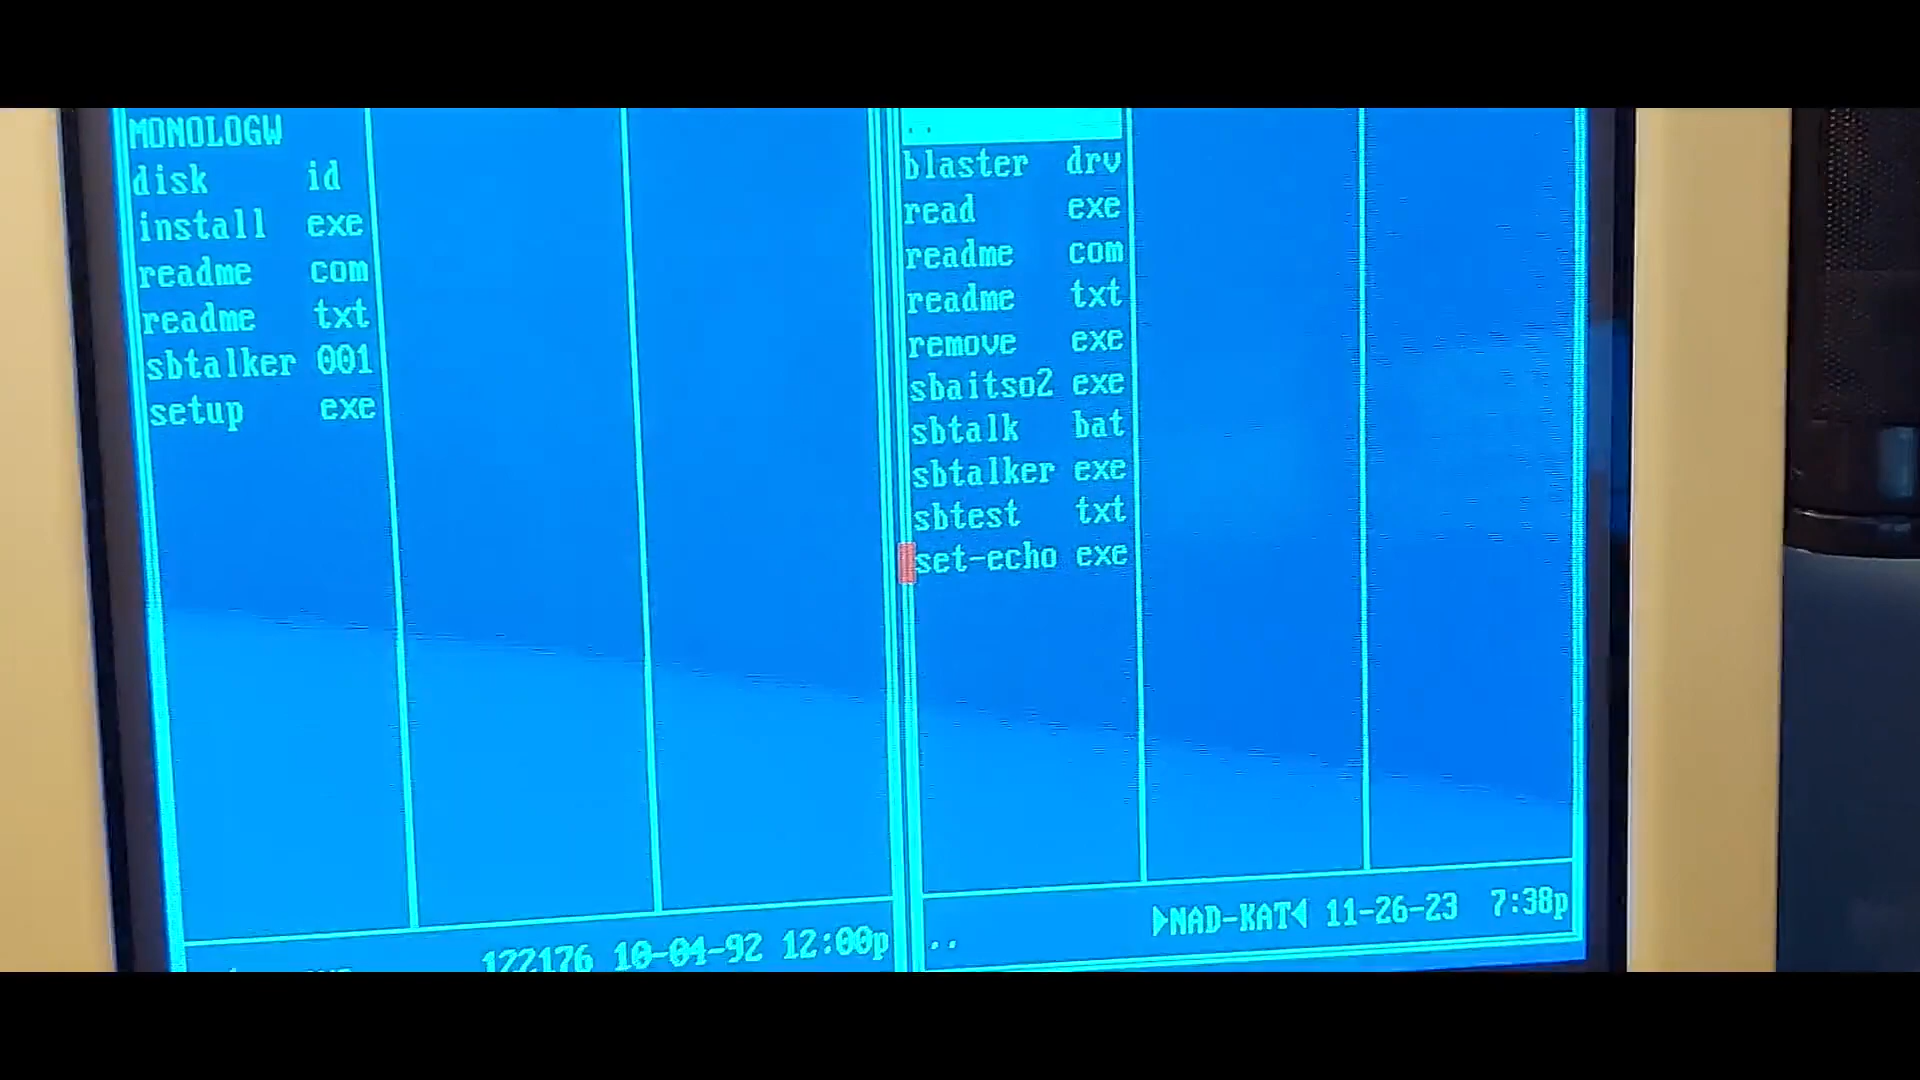 MONOLOGW
disk id
install exe
readme com
readme txt
sbtalker 001
setup exe
122176 10-04-92 12:00p
..
blaster drv
read exe
readme com
readme txt
remove exe
sbaitso2 exe
sbtalk bat
sbtalker exe
sbtest txt
set-echo exe
.. ►NAD-KAT◄ 11-26-23 7:38p